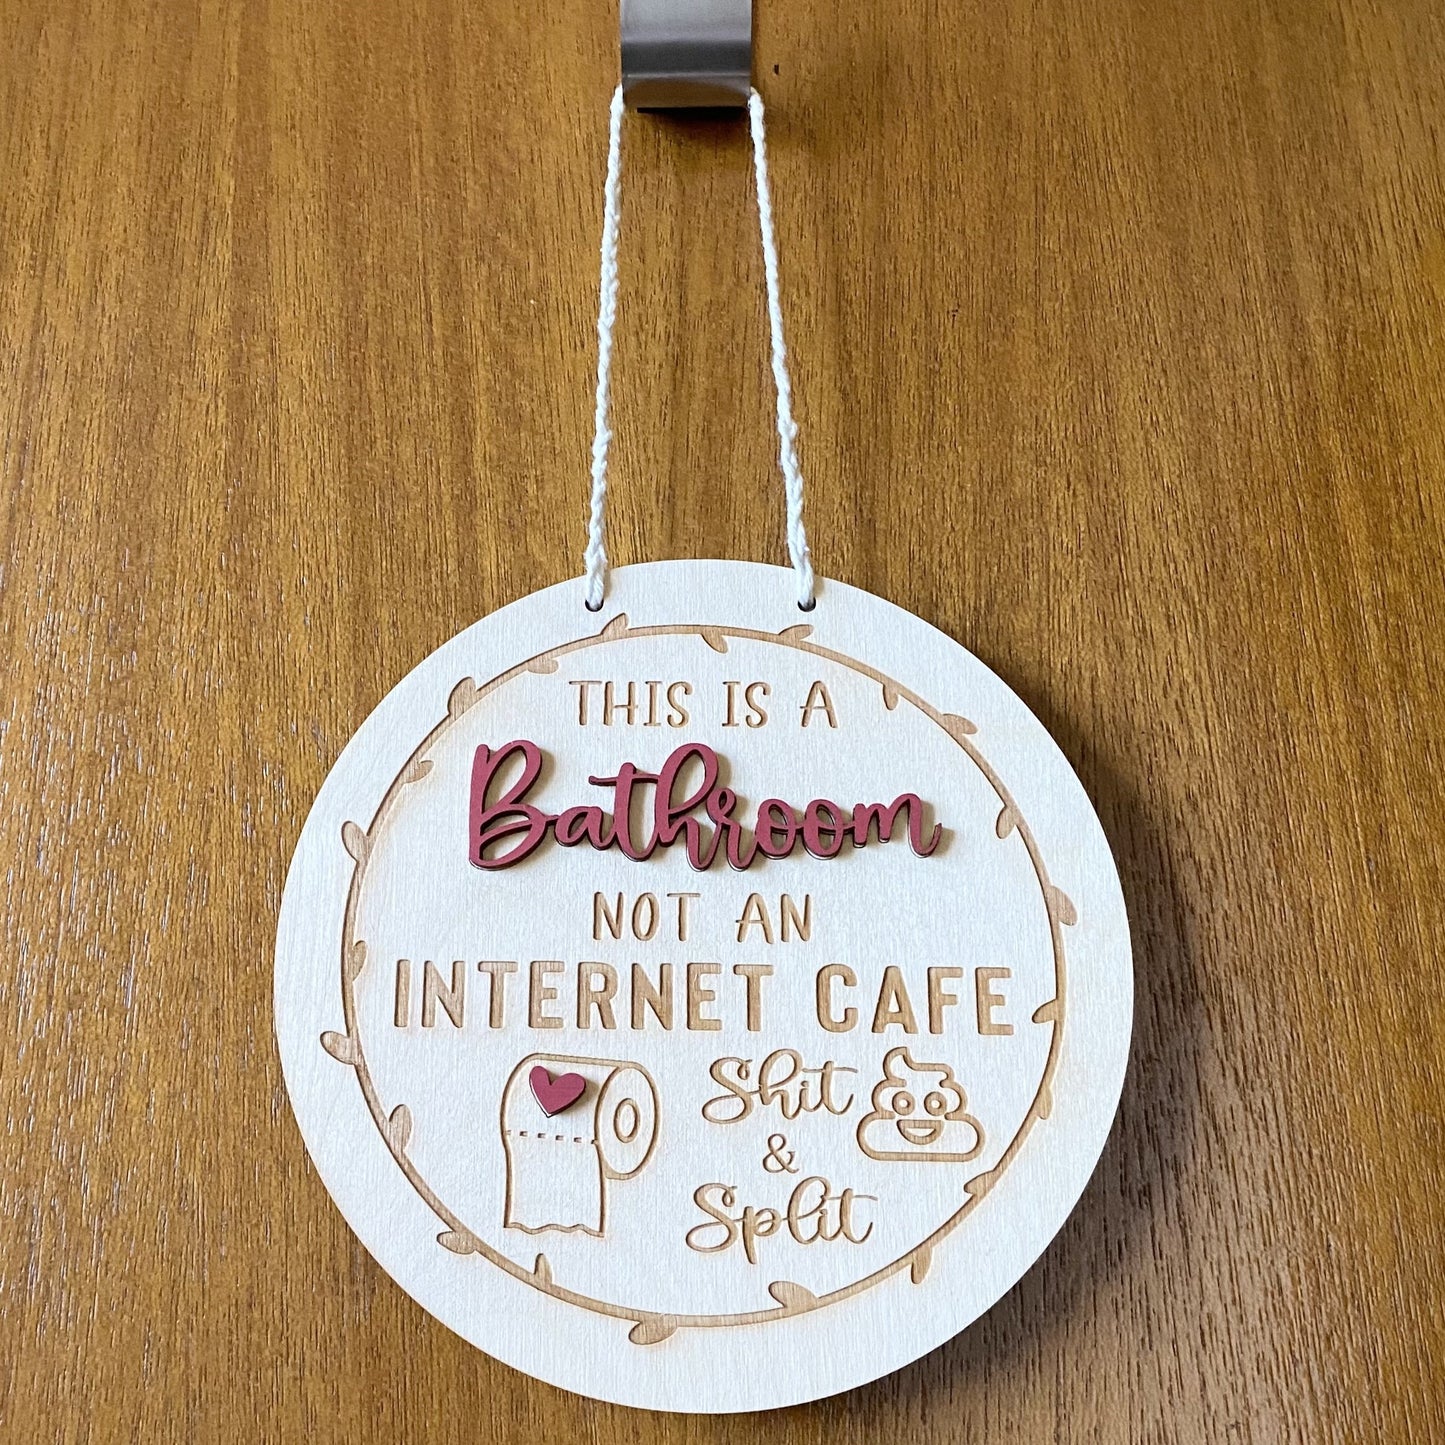 THIS IS A
Bathroom
NOT AN
INTERNET CAFE
Shit
&
Split